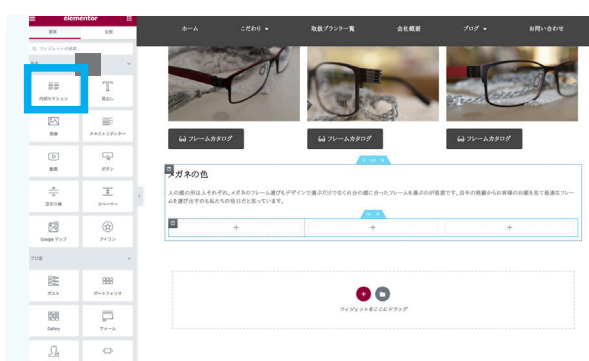 elementor
要素
全般
ウィジェットの検索...
基本
内部セクション
見出し
画像
テキストエディター
動画
ボタン
区切り線
スペーサー
Google マップ
アイコン
プロ版
ポスト
ポートフォリオ
Gallery
フォーム
ホーム
こだわり
取扱ブランド一覧
会社概要
ブログ
お問い合わせ
フレームカタログ
フレームカタログ
フレームカタログ
メガネの色
人の顔の形は人それぞれ。メガネのフレーム選びもデザインで選ぶだけでなく自分の顔に合ったフレームを選ぶのが重要です。長年の経験からお客様のお顔を見て最適なフレー
ムを選び出すのも私たちの役目だと思っています。
ウィジェットをここにドラッグ